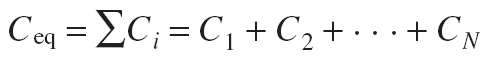 C_eq = ∑C_i = C_1 + C_2 + · · · + C_N